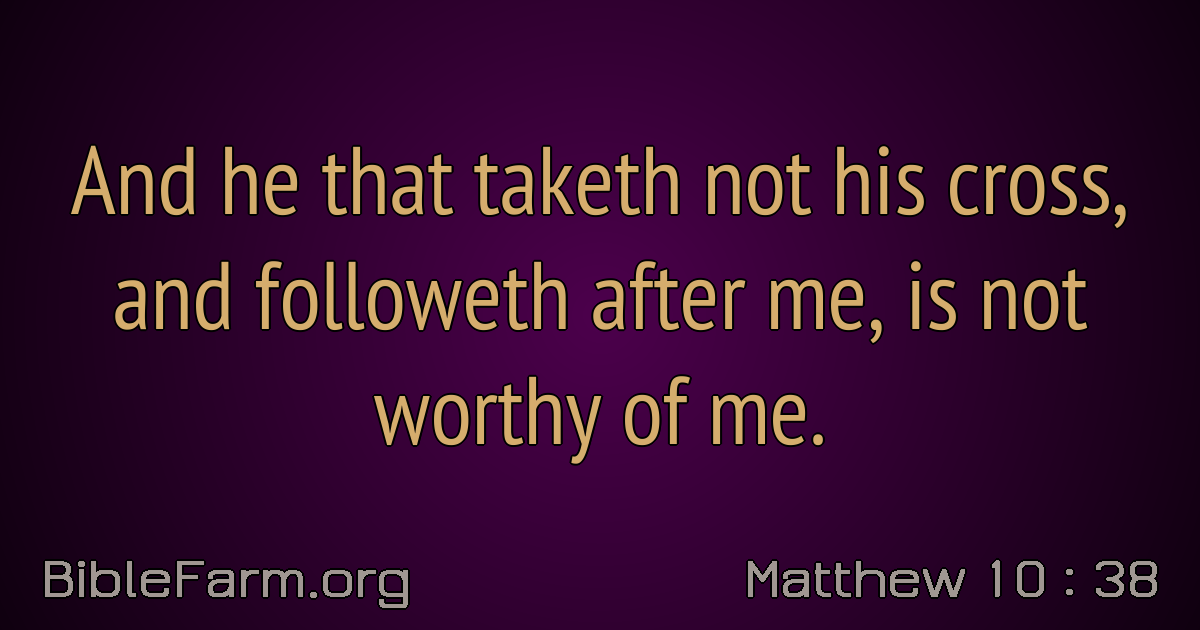 And he that taketh not his cross,
and followeth after me, is not
worthy of me.
BibleFarm.org
Matthew 10 : 38